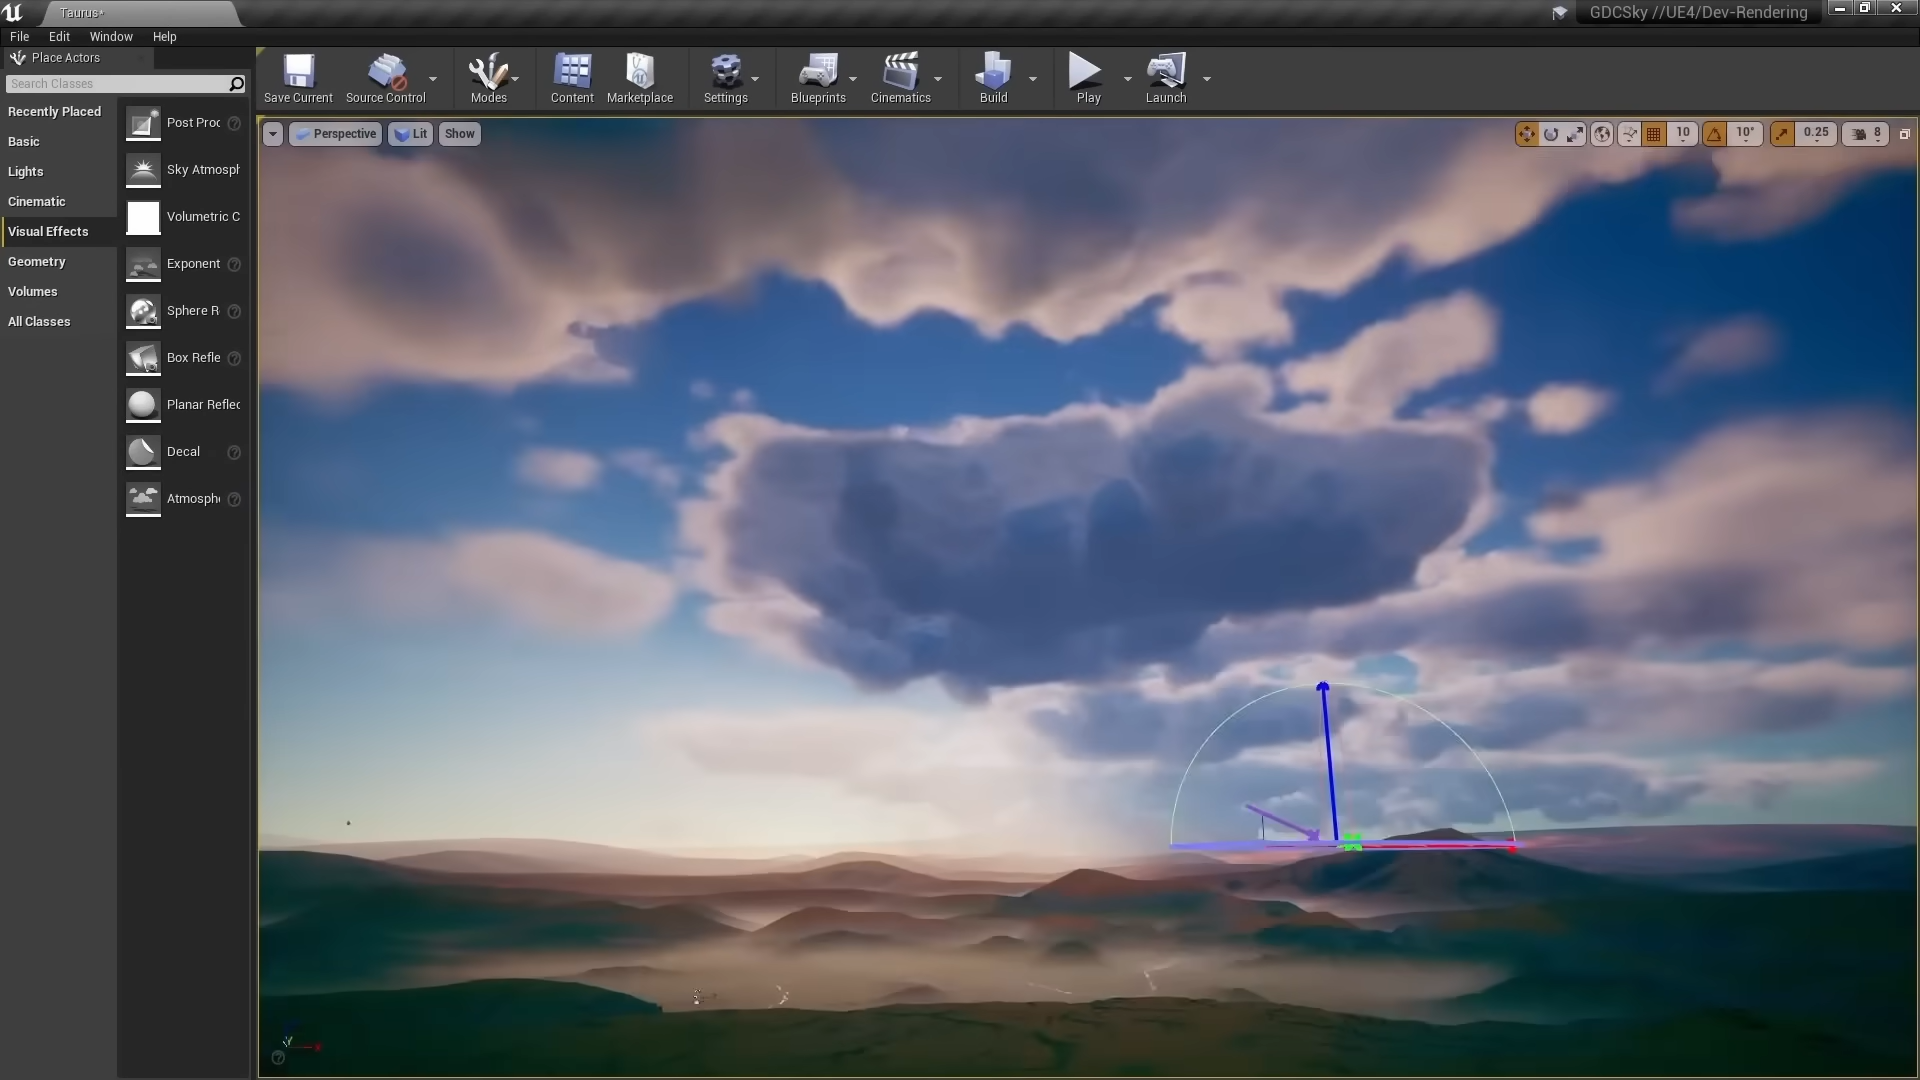 Taurus*
GDCSky //UE4/Dev-Rendering
File Edit Window Help
Place Actors
Search Classes
Save Current
Source Control
Modes
Content
Marketplace
Settings
Blueprints
Cinematics
Build
Play
Launch
Recently Placed
Basic
Lights
Cinematic
Visual Effects
Geometry
Volumes
All Classes
Post Proc
Sky Atmosph
Volumetric C
Exponent
Sphere R
Box Refle
Planar Reflec
Decal
Atmosphe
Perspective
Lit
Show
10
10°
0.25
8